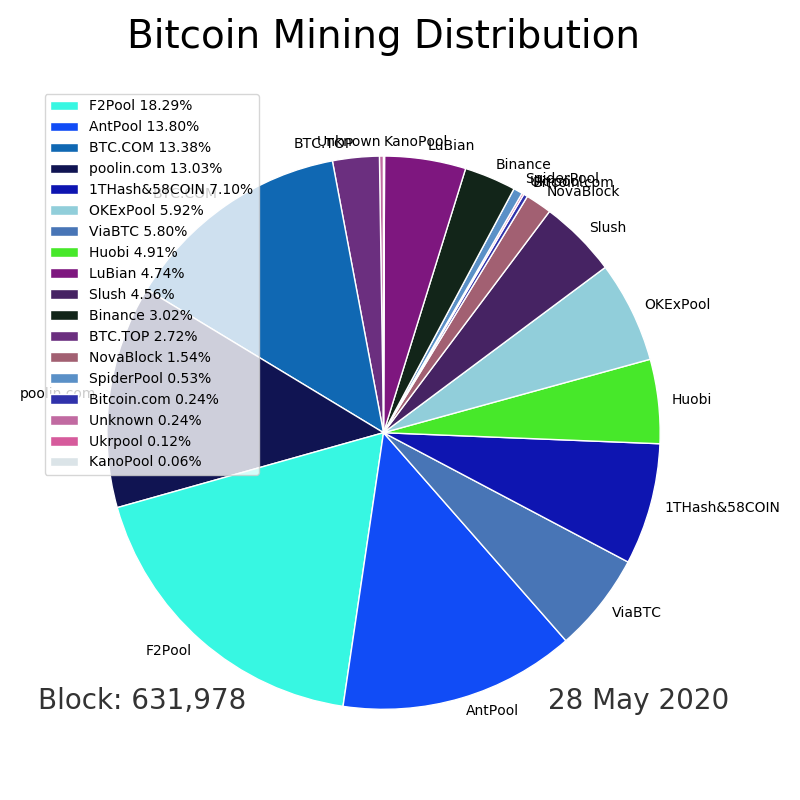 Bitcoin Mining Distribution
F2Pool 18.29%
AntPool 13.80%
BTC.COM 13.38%
poolin.com 13.03%
1THash&58COIN 7.10%
OKExPool 5.92%
ViaBTC 5.80%
Huobi 4.91%
LuBian 4.74%
Slush 4.56%
Binance 3.02%
BTC.TOP 2.72%
NovaBlock 1.54%
SpiderPool 0.53%
Bitcoin.com 0.24%
Unknown 0.24%
Ukrpool 0.12%
KanoPool 0.06%
BTC.TOP
Unknown
KanoPool
LuBian
Binance
SpiderPool
Ukrpool
Bitcoin.com
NovaBlock
Slush
OKExPool
Huobi
1THash&58COIN
ViaBTC
AntPool
F2Pool
poolin.com
BTC.COM
Block: 631,978
28 May 2020